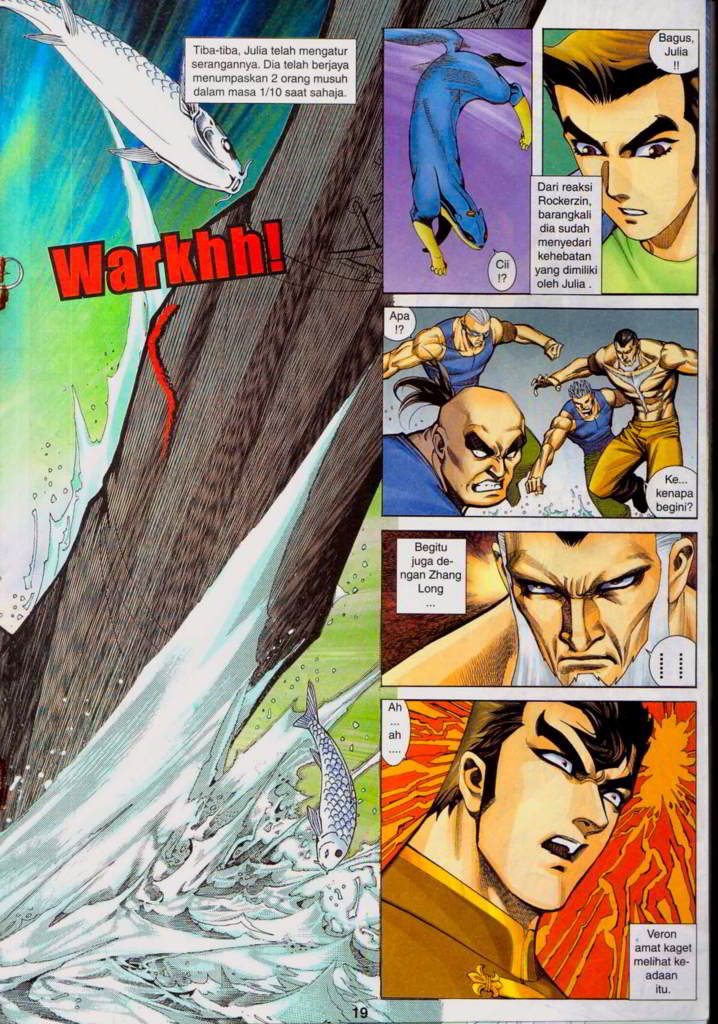 Tiba-tiba, Julia telah mengatur
serangannya. Dia telah berjaya
menumpaskan 2 orang musuh
dalam masa 1/10 saat sahaja.
Warkhh!
Cii
!?
Bagus,
Julia
!!
Dari reaksi
Rockerzin,
barangkali
dia sudah
menyedari
kehebatan
yang dimiliki
oleh Julia .
Apa
!?
Ke...
kenapa
begini?
Begitu
juga de-
ngan Zhang
Long
...
Ah
...
ah
....
Veron
amat kaget
melihat ke-
adaan
itu.
19